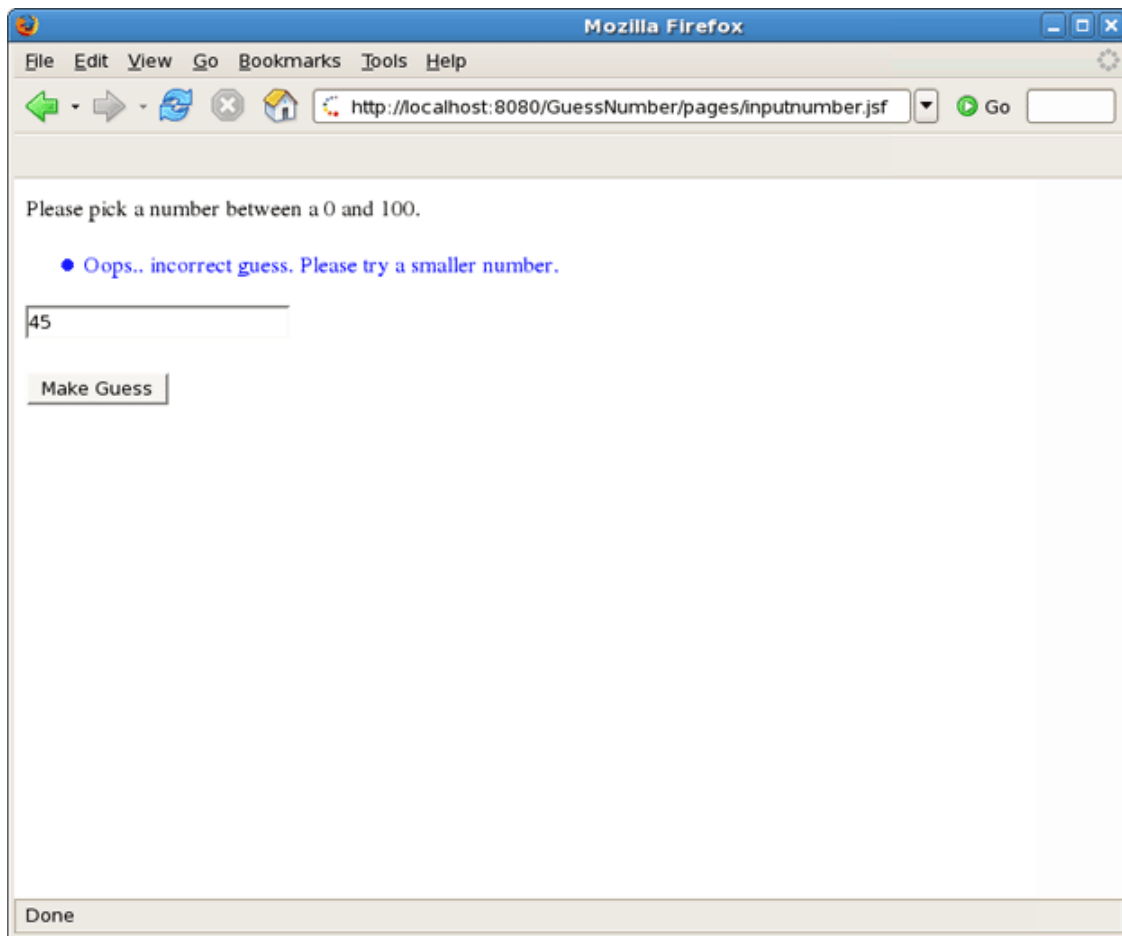 Mozilla Firefox
File Edit View Go Bookmarks Tools Help
http://localhost:8080/GuessNumber/pages/inputnumber.jsf Go
Please pick a number between a 0 and 100.
Oops.. incorrect guess. Please try a smaller number.
45
Make Guess
Done